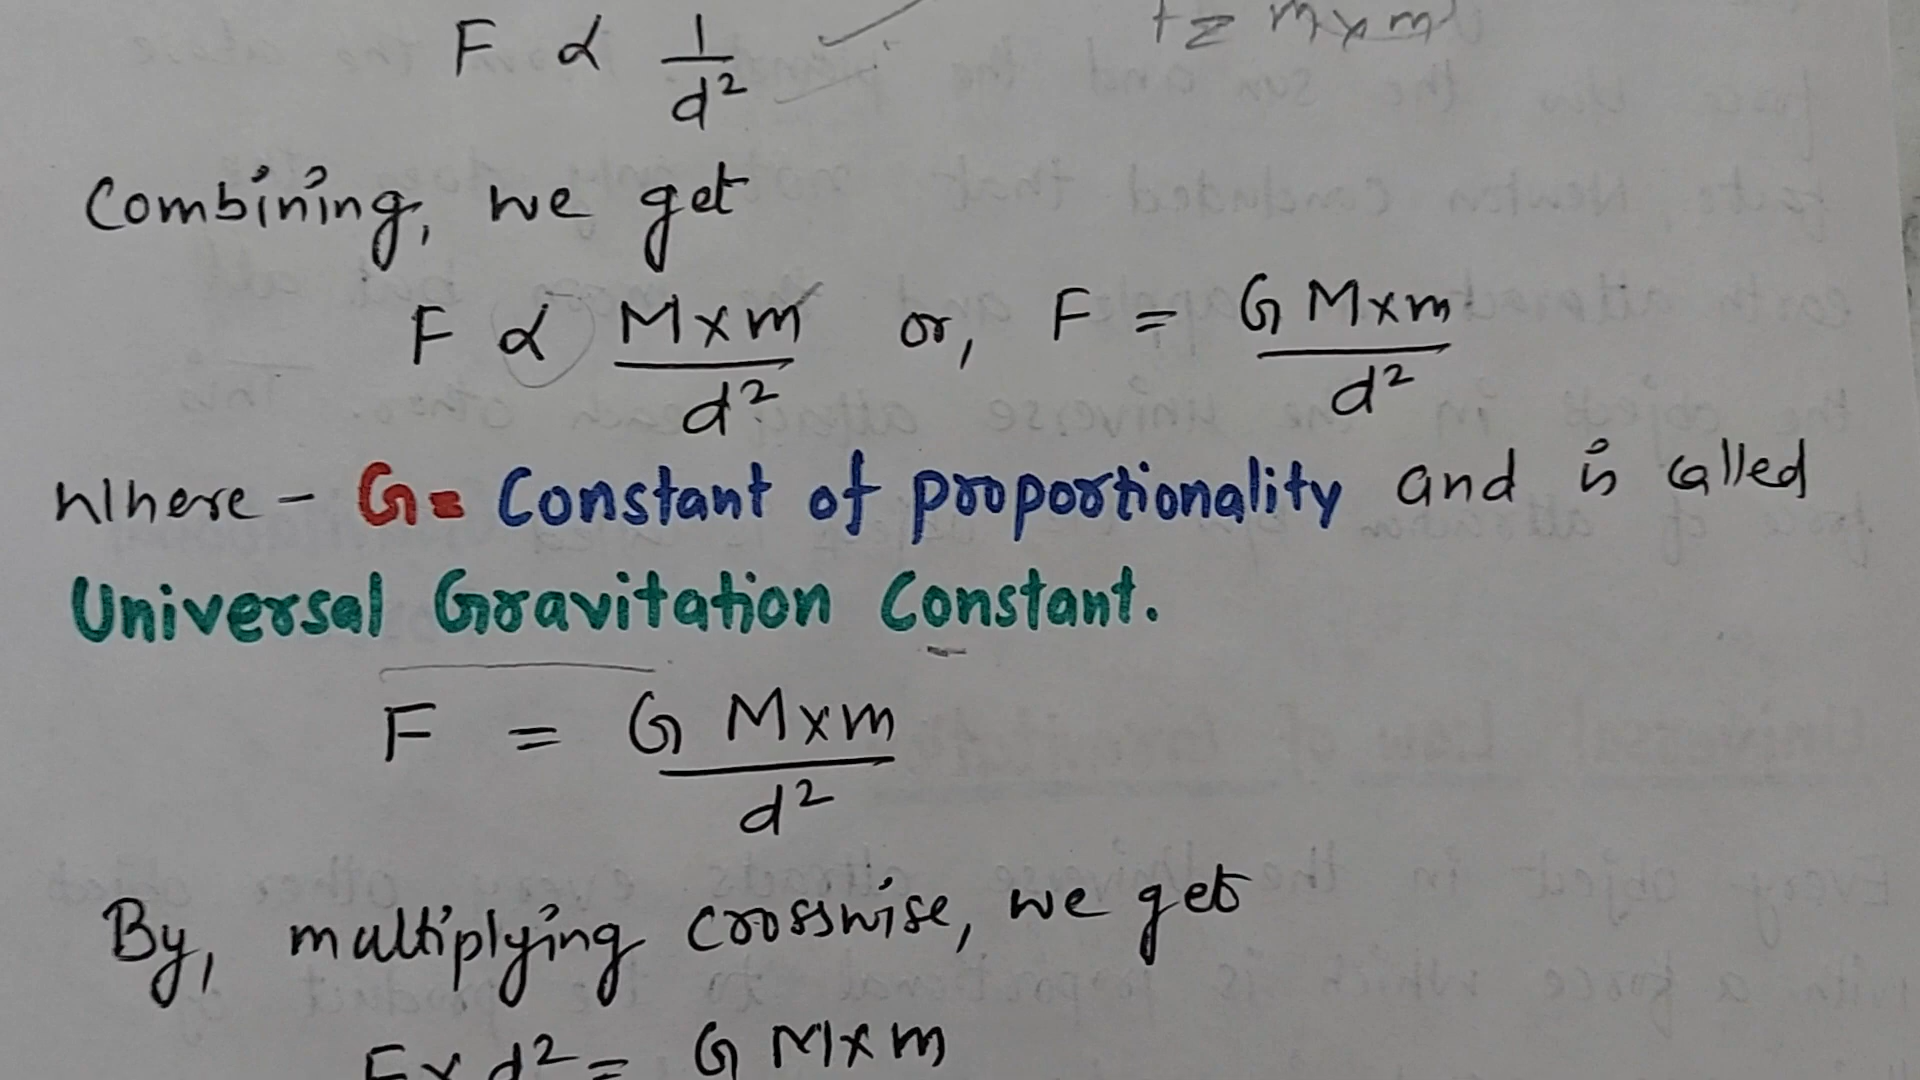 F ∝ 1/d²
Combining, we get
F ∝ M×m/d² or, F = G M×m/d²
Where - G = Constant of proportionality and is called
Universal Gravitation Constant.
F = G M×m/d²
By, multiplying crosswise, we get
F × d² = G M×m